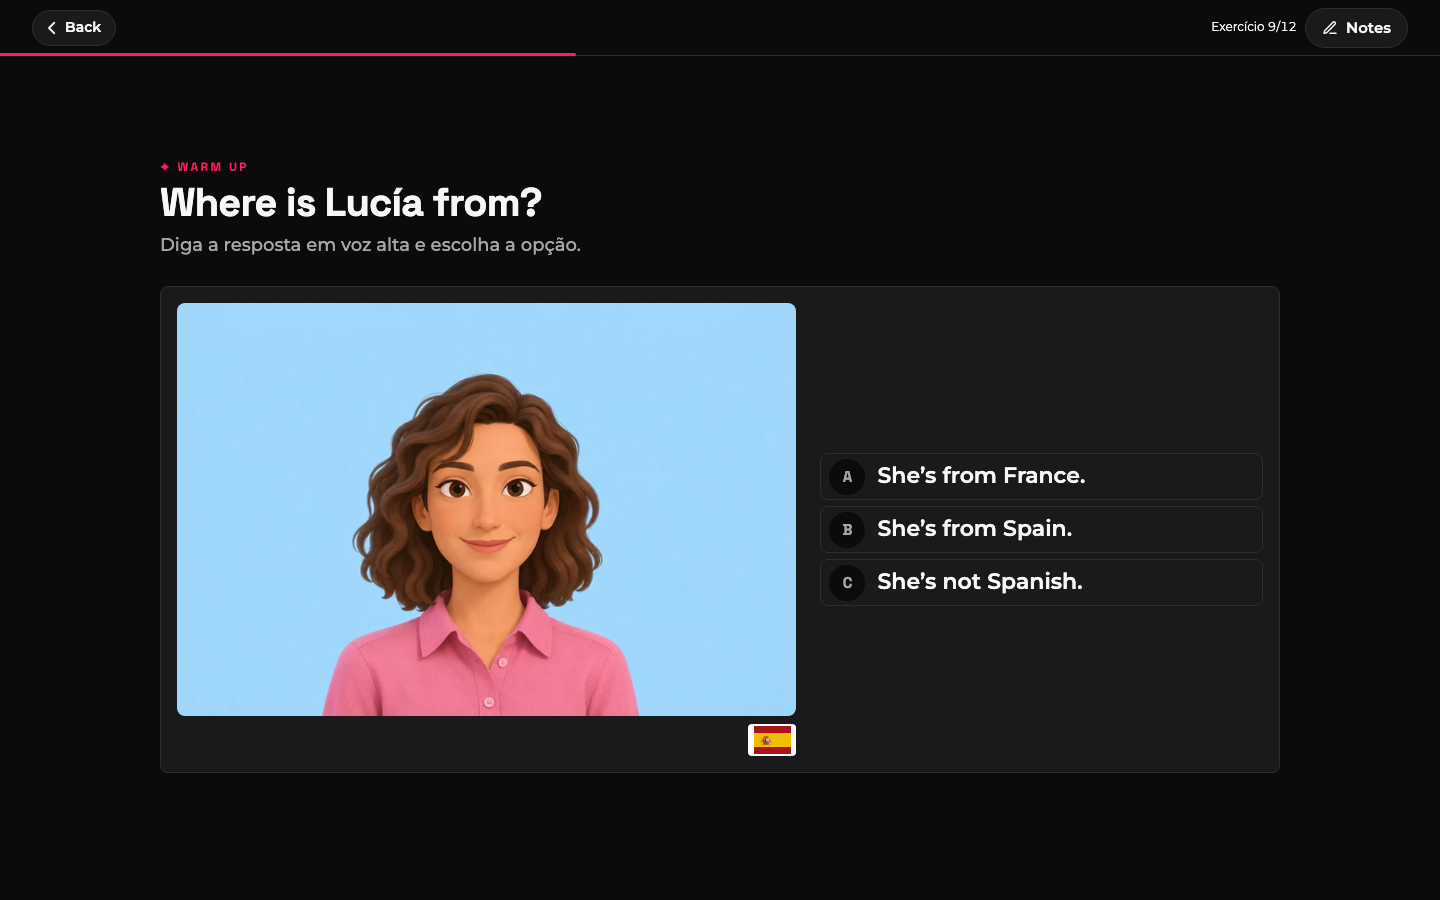 Back
Exercício 9/12
Notes
WARM UP
Where is Lucía from?
Diga a resposta em voz alta e escolha a opção.
A She’s from France.
B She’s from Spain.
C She’s not Spanish.